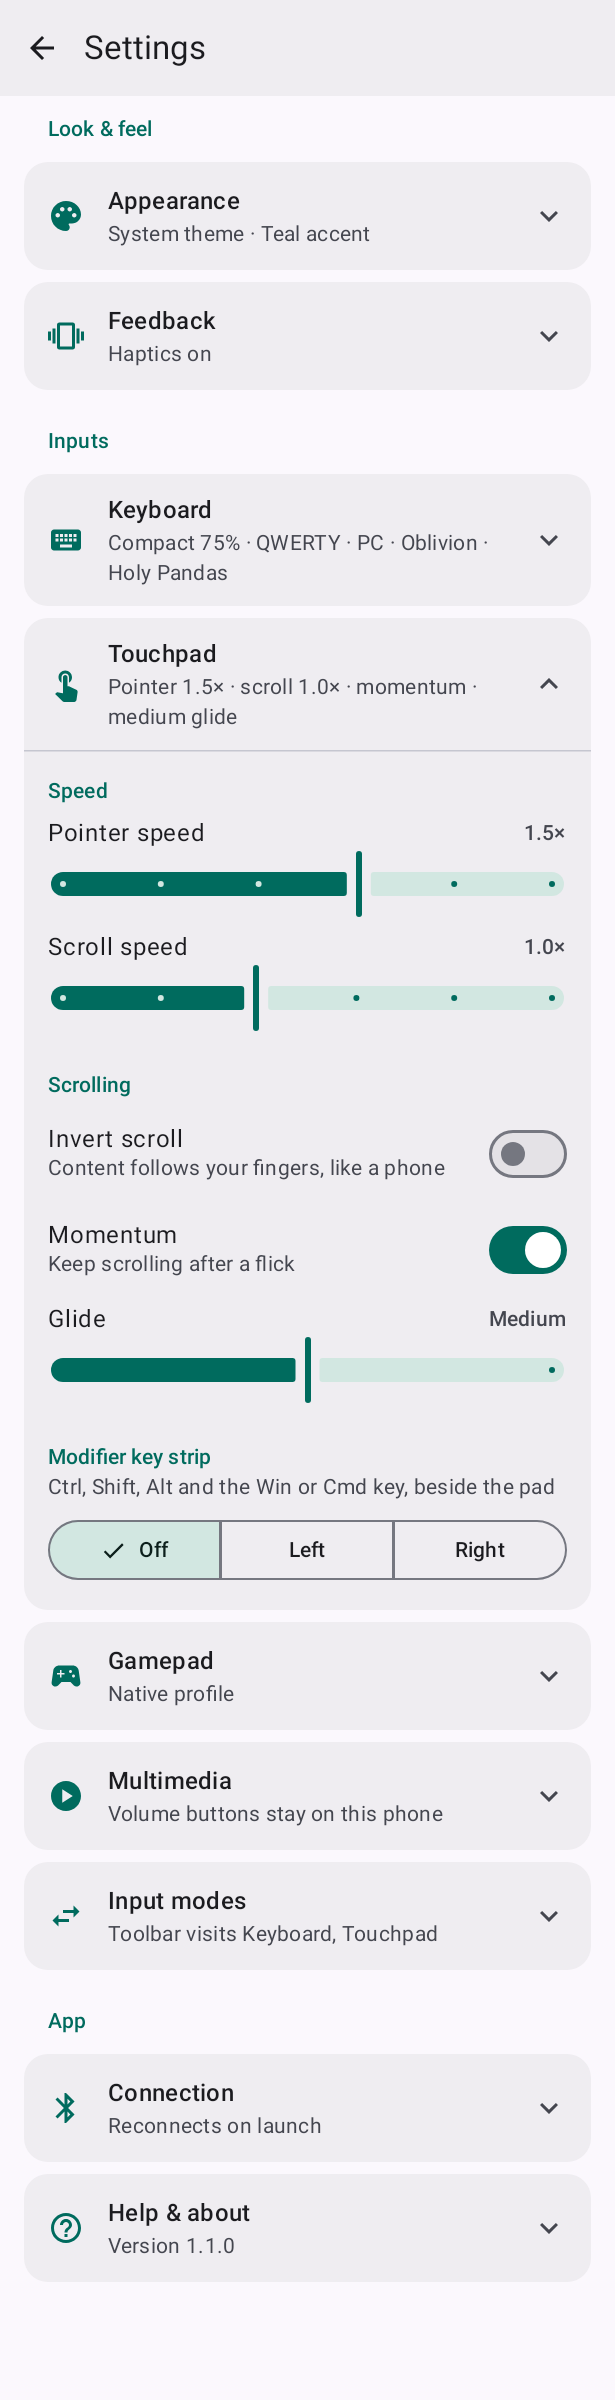 Settings
Look & feel
Appearance
System theme · Teal accent
Feedback
Haptics on
Inputs
Keyboard
Compact 75% · QWERTY · PC · Oblivion ·
Holy Pandas
Touchpad
Pointer 1.5× · scroll 1.0× · momentum ·
medium glide
Speed
Pointer speed 1.5×
Scroll speed 1.0×
Scrolling
Invert scroll
Content follows your fingers, like a phone
Momentum
Keep scrolling after a flick
Glide Medium
Modifier key strip
Ctrl, Shift, Alt and the Win or Cmd key, beside the pad
Off Left Right
Gamepad
Native profile
Multimedia
Volume buttons stay on this phone
Input modes
Toolbar visits Keyboard, Touchpad
App
Connection
Reconnects on launch
Help & about
Version 1.1.0